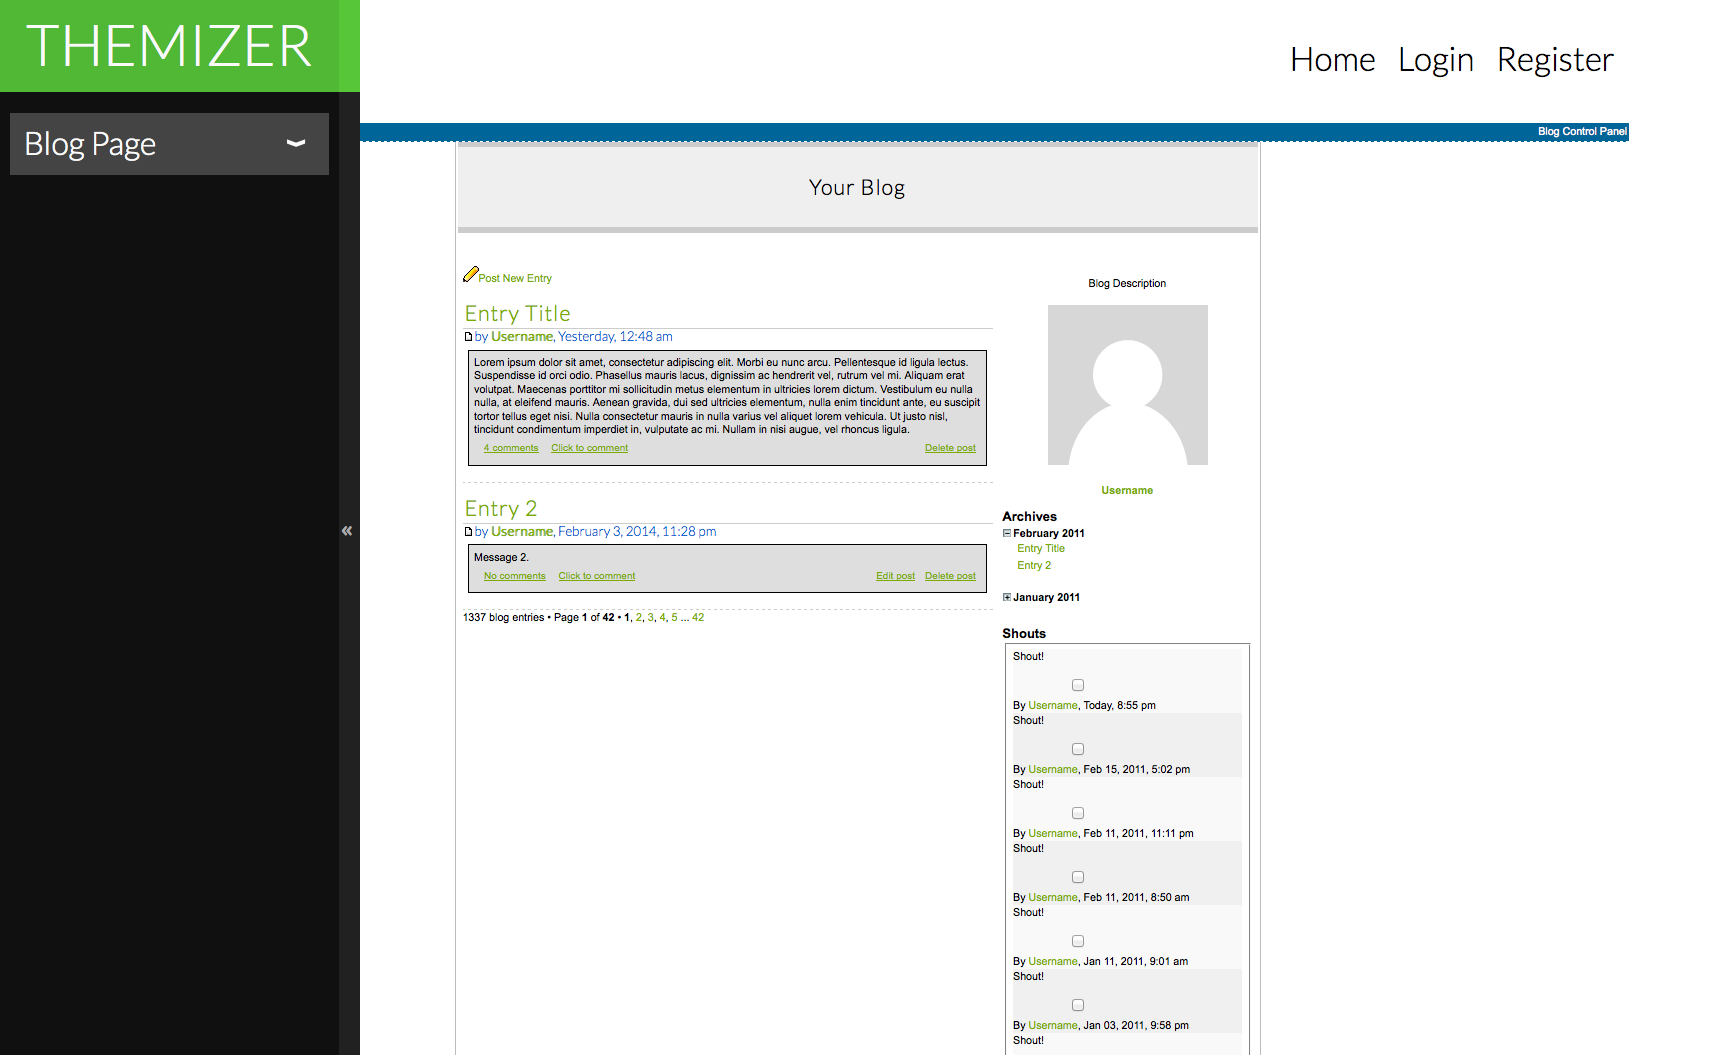 THEMIZER
Blog Page
Home Login Register
Blog Control Panel
Your Blog
Post New Entry
Entry Title
by Username, Yesterday, 12:48 am
Lorem ipsum dolor sit amet, consectetur adipiscing elit. Morbi eu nunc arcu. Pellentesque id ligula lectus.
Suspendisse id orci odio. Phasellus mauris lacus, dignissim ac hendrerit vel, rutrum vel mi. Aliquam erat
volutpat. Maecenas porttitor mi sollicitudin metus elementum in ultricies lorem dictum. Vestibulum eu nulla
nulla, at eleifend mauris. Aenean gravida, dui sed ultricies elementum, nulla enim tincidunt ante, eu suscipit
tortor tellus eget nisi. Nulla consectetur mauris in nulla varius vel aliquet lorem vehicula. Ut justo nisl,
tincidunt condimentum imperdiet in, vulputate ac mi. Nullam in nisi augue, vel rhoncus ligula.
4 comments Click to comment Delete post
Entry 2
by Username, February 3, 2014, 11:28 pm
Message 2.
No comments Click to comment Edit post Delete post
1337 blog entries • Page 1 of 42 • 1, 2, 3, 4, 5 ... 42
Blog Description
Username
Archives
February 2011
Entry Title
Entry 2
January 2011
Shouts
Shout!
By Username, Today, 8:55 pm
Shout!
By Username, Feb 15, 2011, 5:02 pm
Shout!
By Username, Feb 11, 2011, 11:11 pm
Shout!
By Username, Feb 11, 2011, 8:50 am
Shout!
By Username, Jan 11, 2011, 9:01 am
Shout!
By Username, Jan 03, 2011, 9:58 pm
Shout!